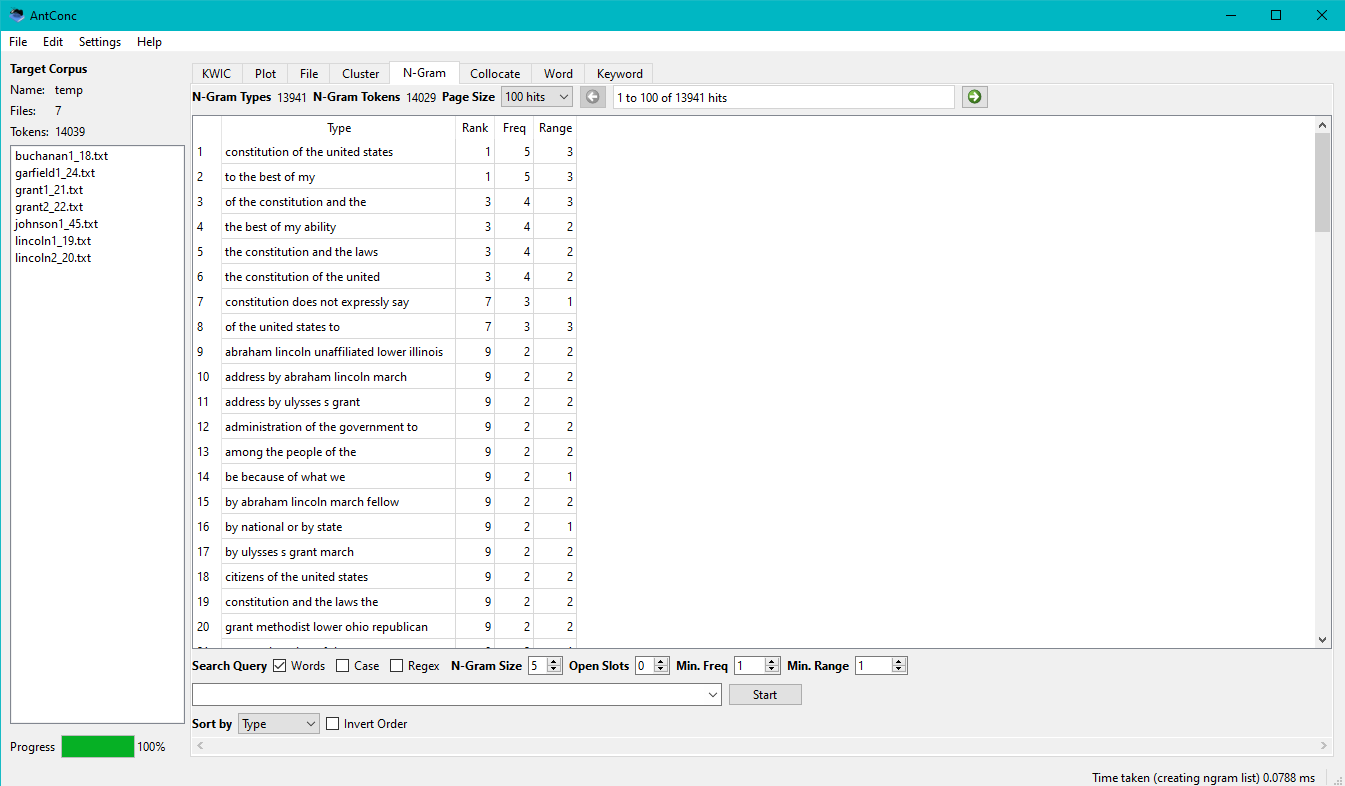 AntConc
File Edit Settings Help
Target Corpus
Name: temp
Files: 7
Tokens: 14039
buchanan1_18.txt
garfield1_24.txt
grant1_21.txt
grant2_22.txt
johnson1_45.txt
lincoln1_19.txt
lincoln2_20.txt
Progress 100%
KWIC Plot File Cluster N-Gram Collocate Word Keyword
N-Gram Types 13941 N-Gram Tokens 14029 Page Size 100 hits 1 to 100 of 13941 hits
Type Rank Freq Range
1 constitution of the united states 1 5 3
2 to the best of my 1 5 3
3 of the constitution and the 3 4 3
4 the best of my ability 3 4 2
5 the constitution and the laws 3 4 2
6 the constitution of the united 3 4 2
7 constitution does not expressly say 7 3 1
8 of the united states to 7 3 3
9 abraham lincoln unaffiliated lower illinois 9 2 2
10 address by abraham lincoln march 9 2 2
11 address by ulysses s grant 9 2 2
12 administration of the government to 9 2 2
13 among the people of the 9 2 2
14 be because of what we 9 2 1
15 by abraham lincoln march fellow 9 2 2
16 by national or by state 9 2 1
17 by ulysses s grant march 9 2 2
18 citizens of the united states 9 2 2
19 constitution and the laws the 9 2 2
20 grant methodist lower ohio republican 9 2 2
Search Query Words Case Regex N-Gram Size 5 Open Slots 0 Min. Freq 1 Min. Range 1
Start
Sort by Type Invert Order
Time taken (creating ngram list) 0.0788 ms